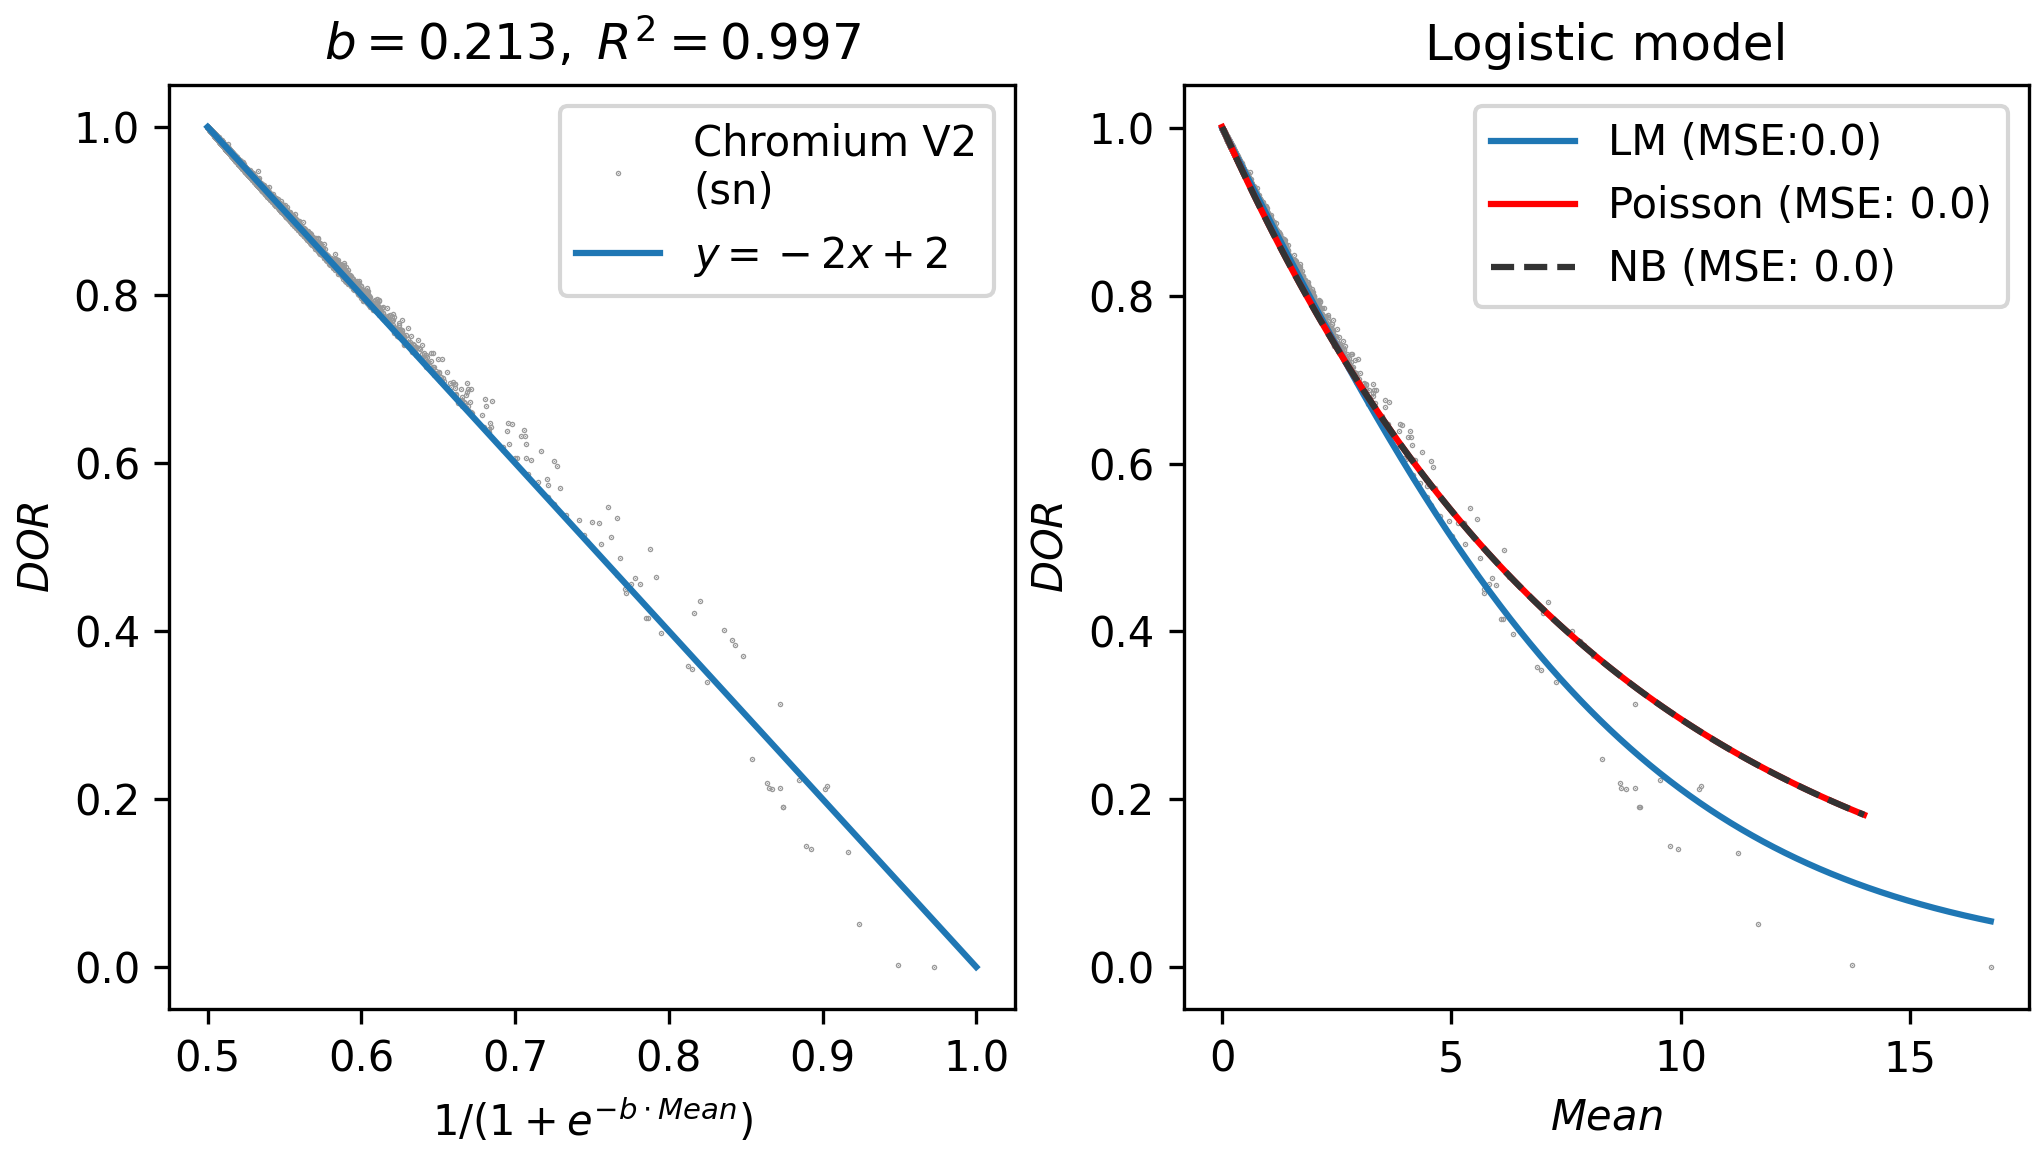 b = 0.213, R² = 0.997
1.0
0.8
0.6
0.4
0.2
0.0
DOR
Chromium V2
(sn)
y = −2x + 2
0.5 0.6 0.7 0.8 0.9 1.0
1/(1 + e^{−b·Mean})
Logistic model
1.0
0.8
0.6
0.4
0.2
0.0
DOR
LM (MSE:0.0)
Poisson (MSE: 0.0)
NB (MSE: 0.0)
0 5 10 15
Mean